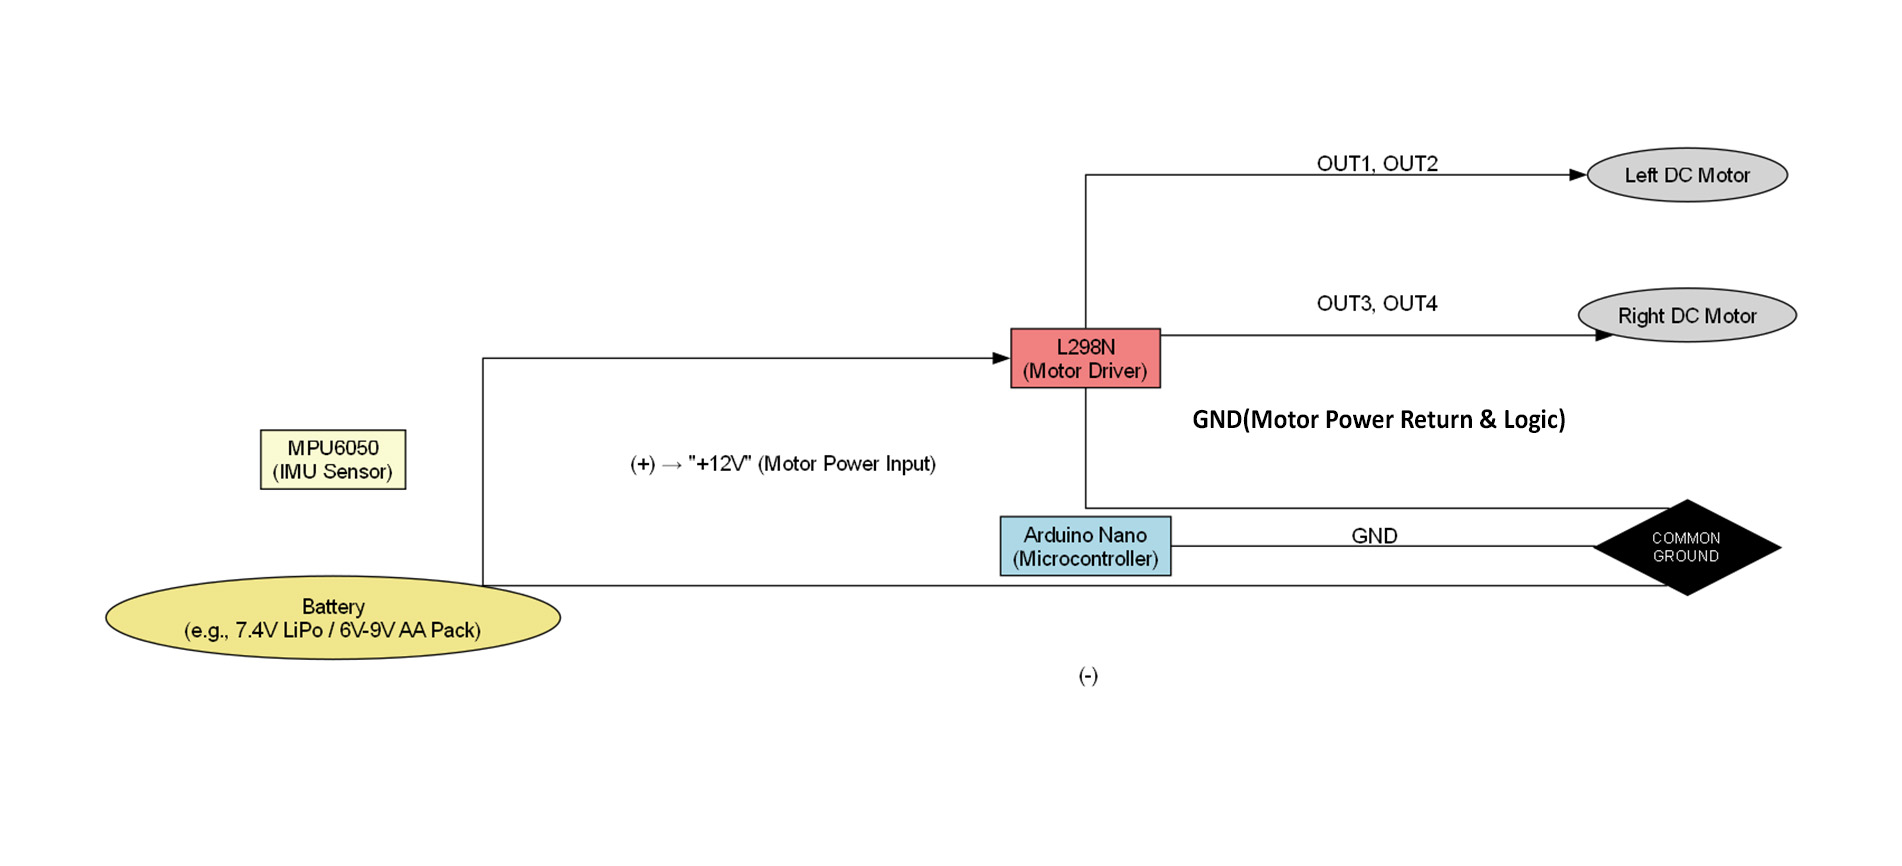 OUT1, OUT2
Left DC Motor
OUT3, OUT4
Right DC Motor
L298N
(Motor Driver)
GND(Motor Power Return & Logic)
MPU6050
(IMU Sensor)
(+) → "+12V" (Motor Power Input)
Arduino Nano
(Microcontroller)
GND
COMMON
GROUND
Battery
(e.g., 7.4V LiPo / 6V-9V AA Pack)
(-)